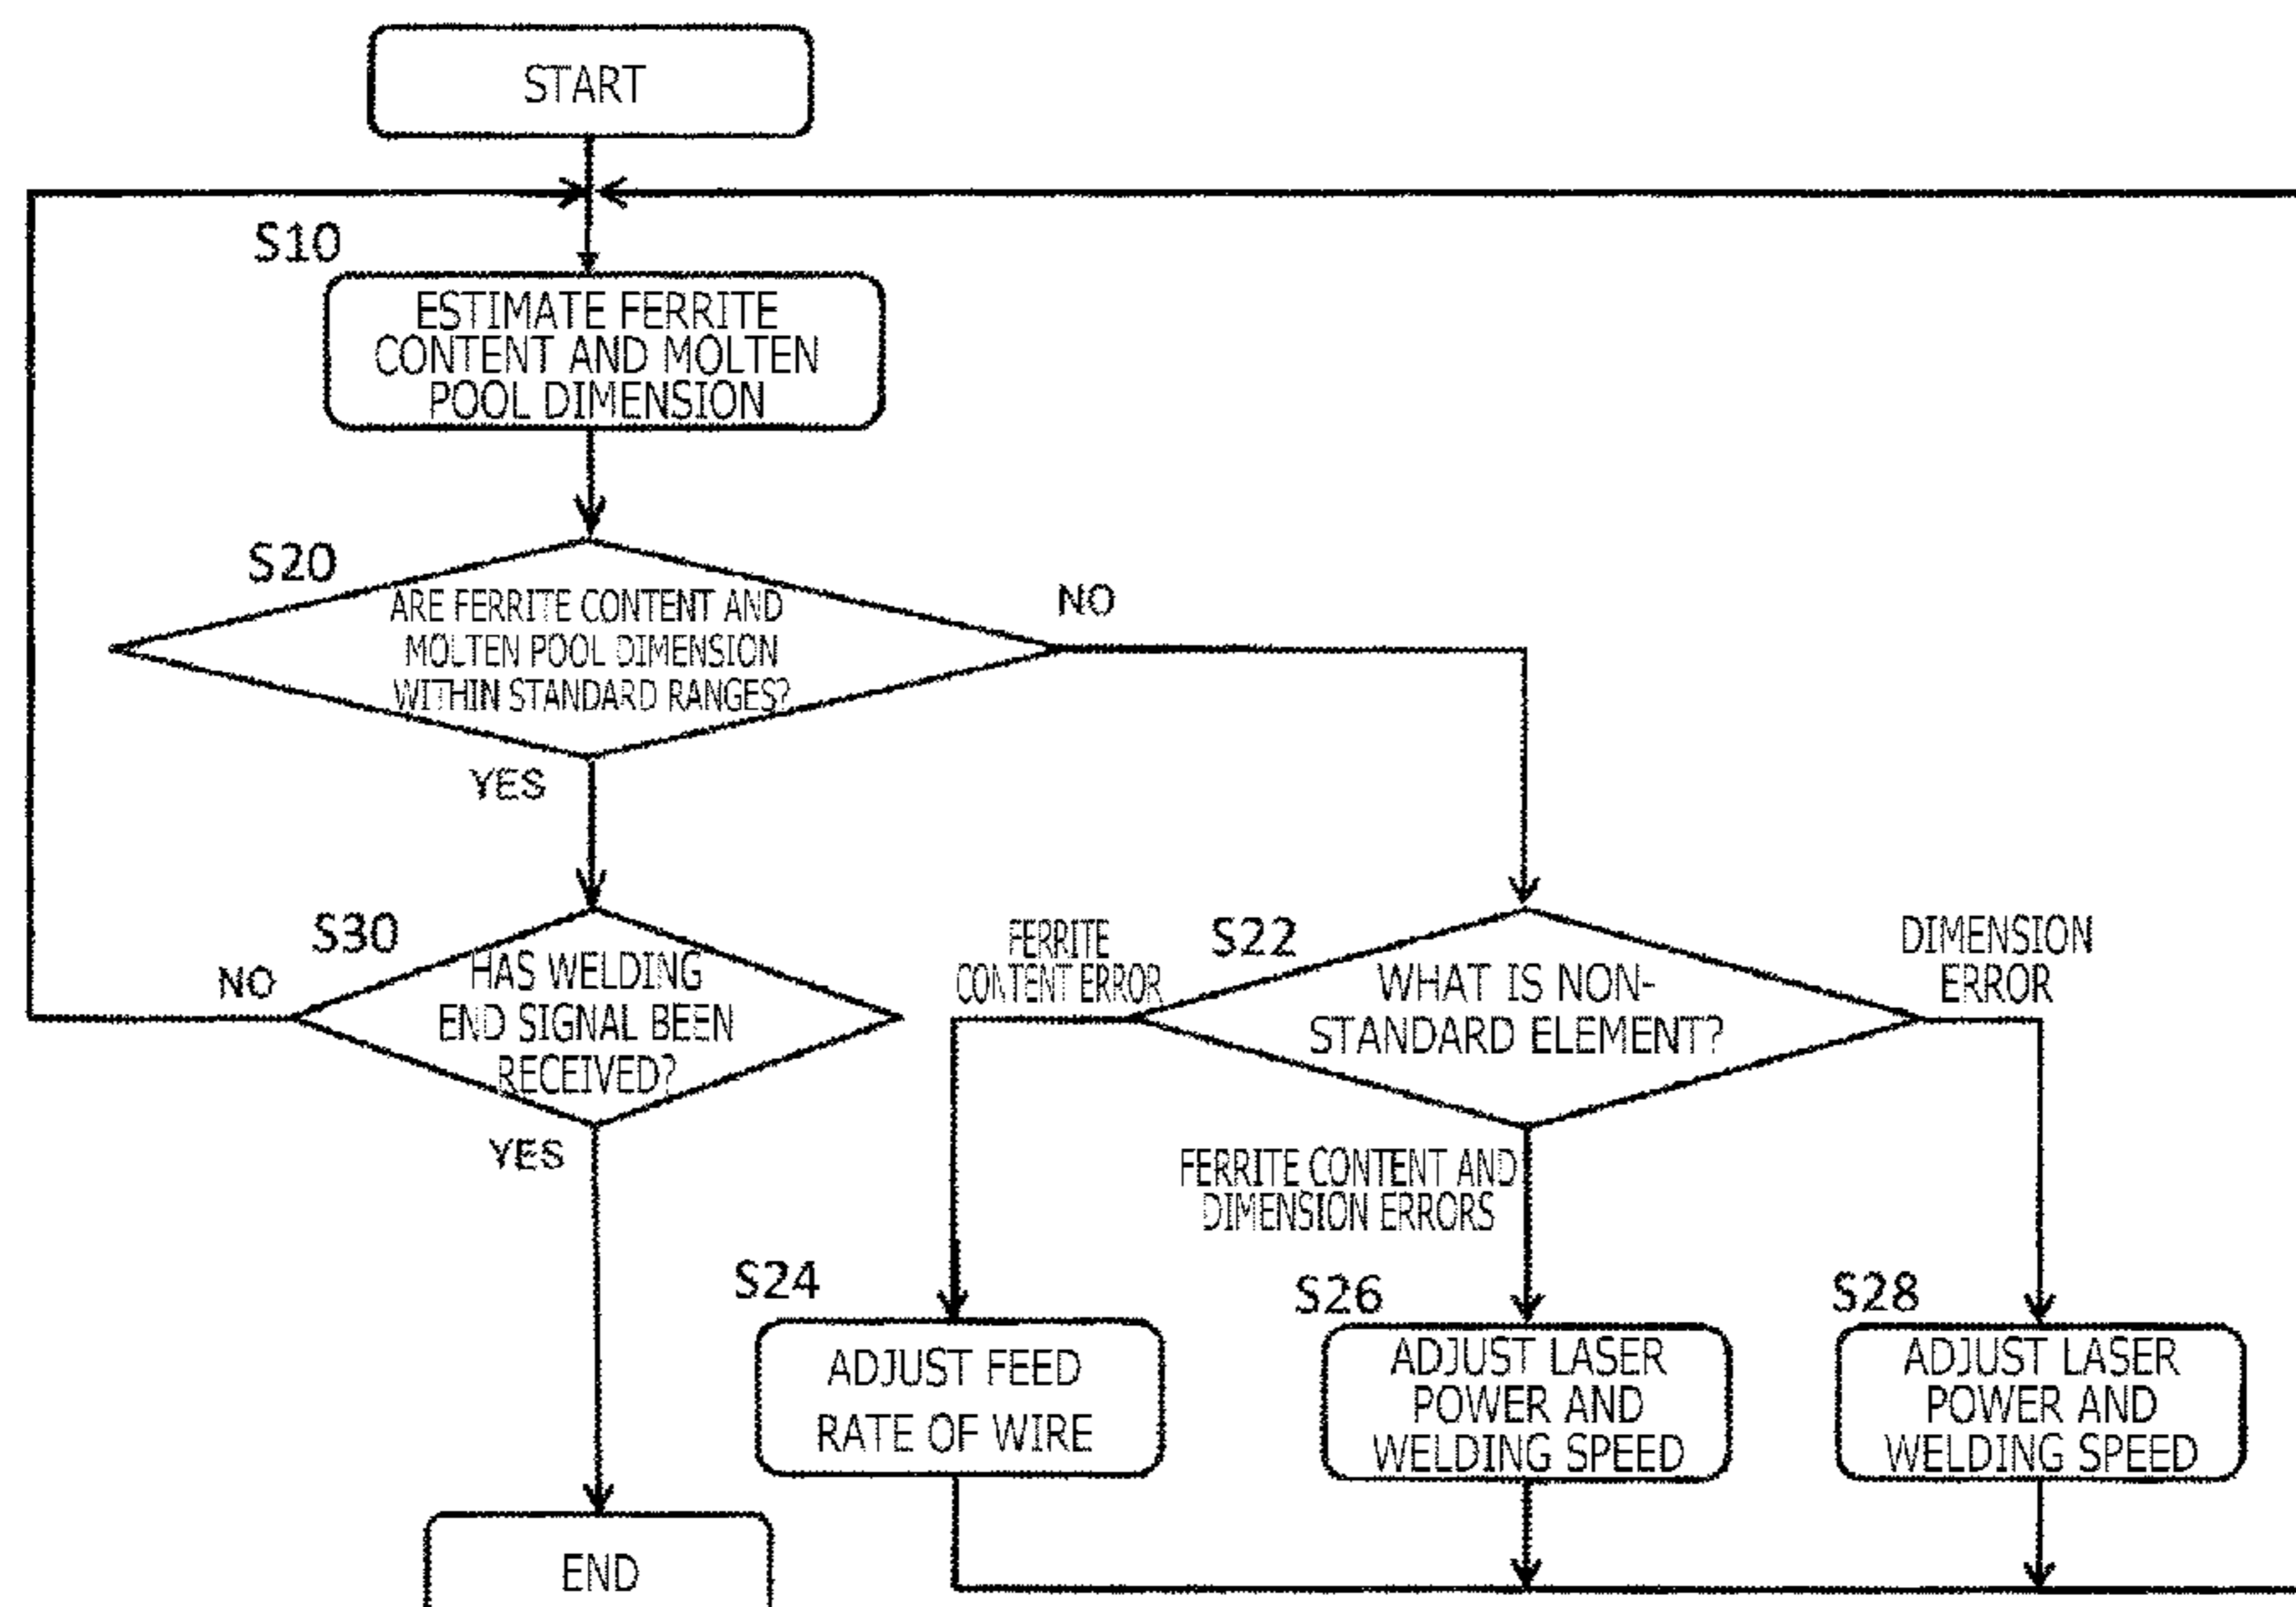 START
S10
ESTIMATE FERRITE
CONTENT AND MOLTEN
POOL DIMENSION
S20
ARE FERRITE CONTENT AND
MOLTEN POOL DIMENSION
WITHIN STANDARD RANGES?
NO
YES
S30
HAS WELDING
END SIGNAL BEEN
RECEIVED?
NO
YES
S22
WHAT IS NON-
STANDARD ELEMENT?
FERRITE
CONTENT ERROR
DIMENSION
ERROR
FERRITE CONTENT AND
DIMENSION ERRORS
S24
ADJUST FEED
RATE OF WIRE
S26
ADJUST LASER
POWER AND
WELDING SPEED
S28
ADJUST LASER
POWER AND
WELDING SPEED
END